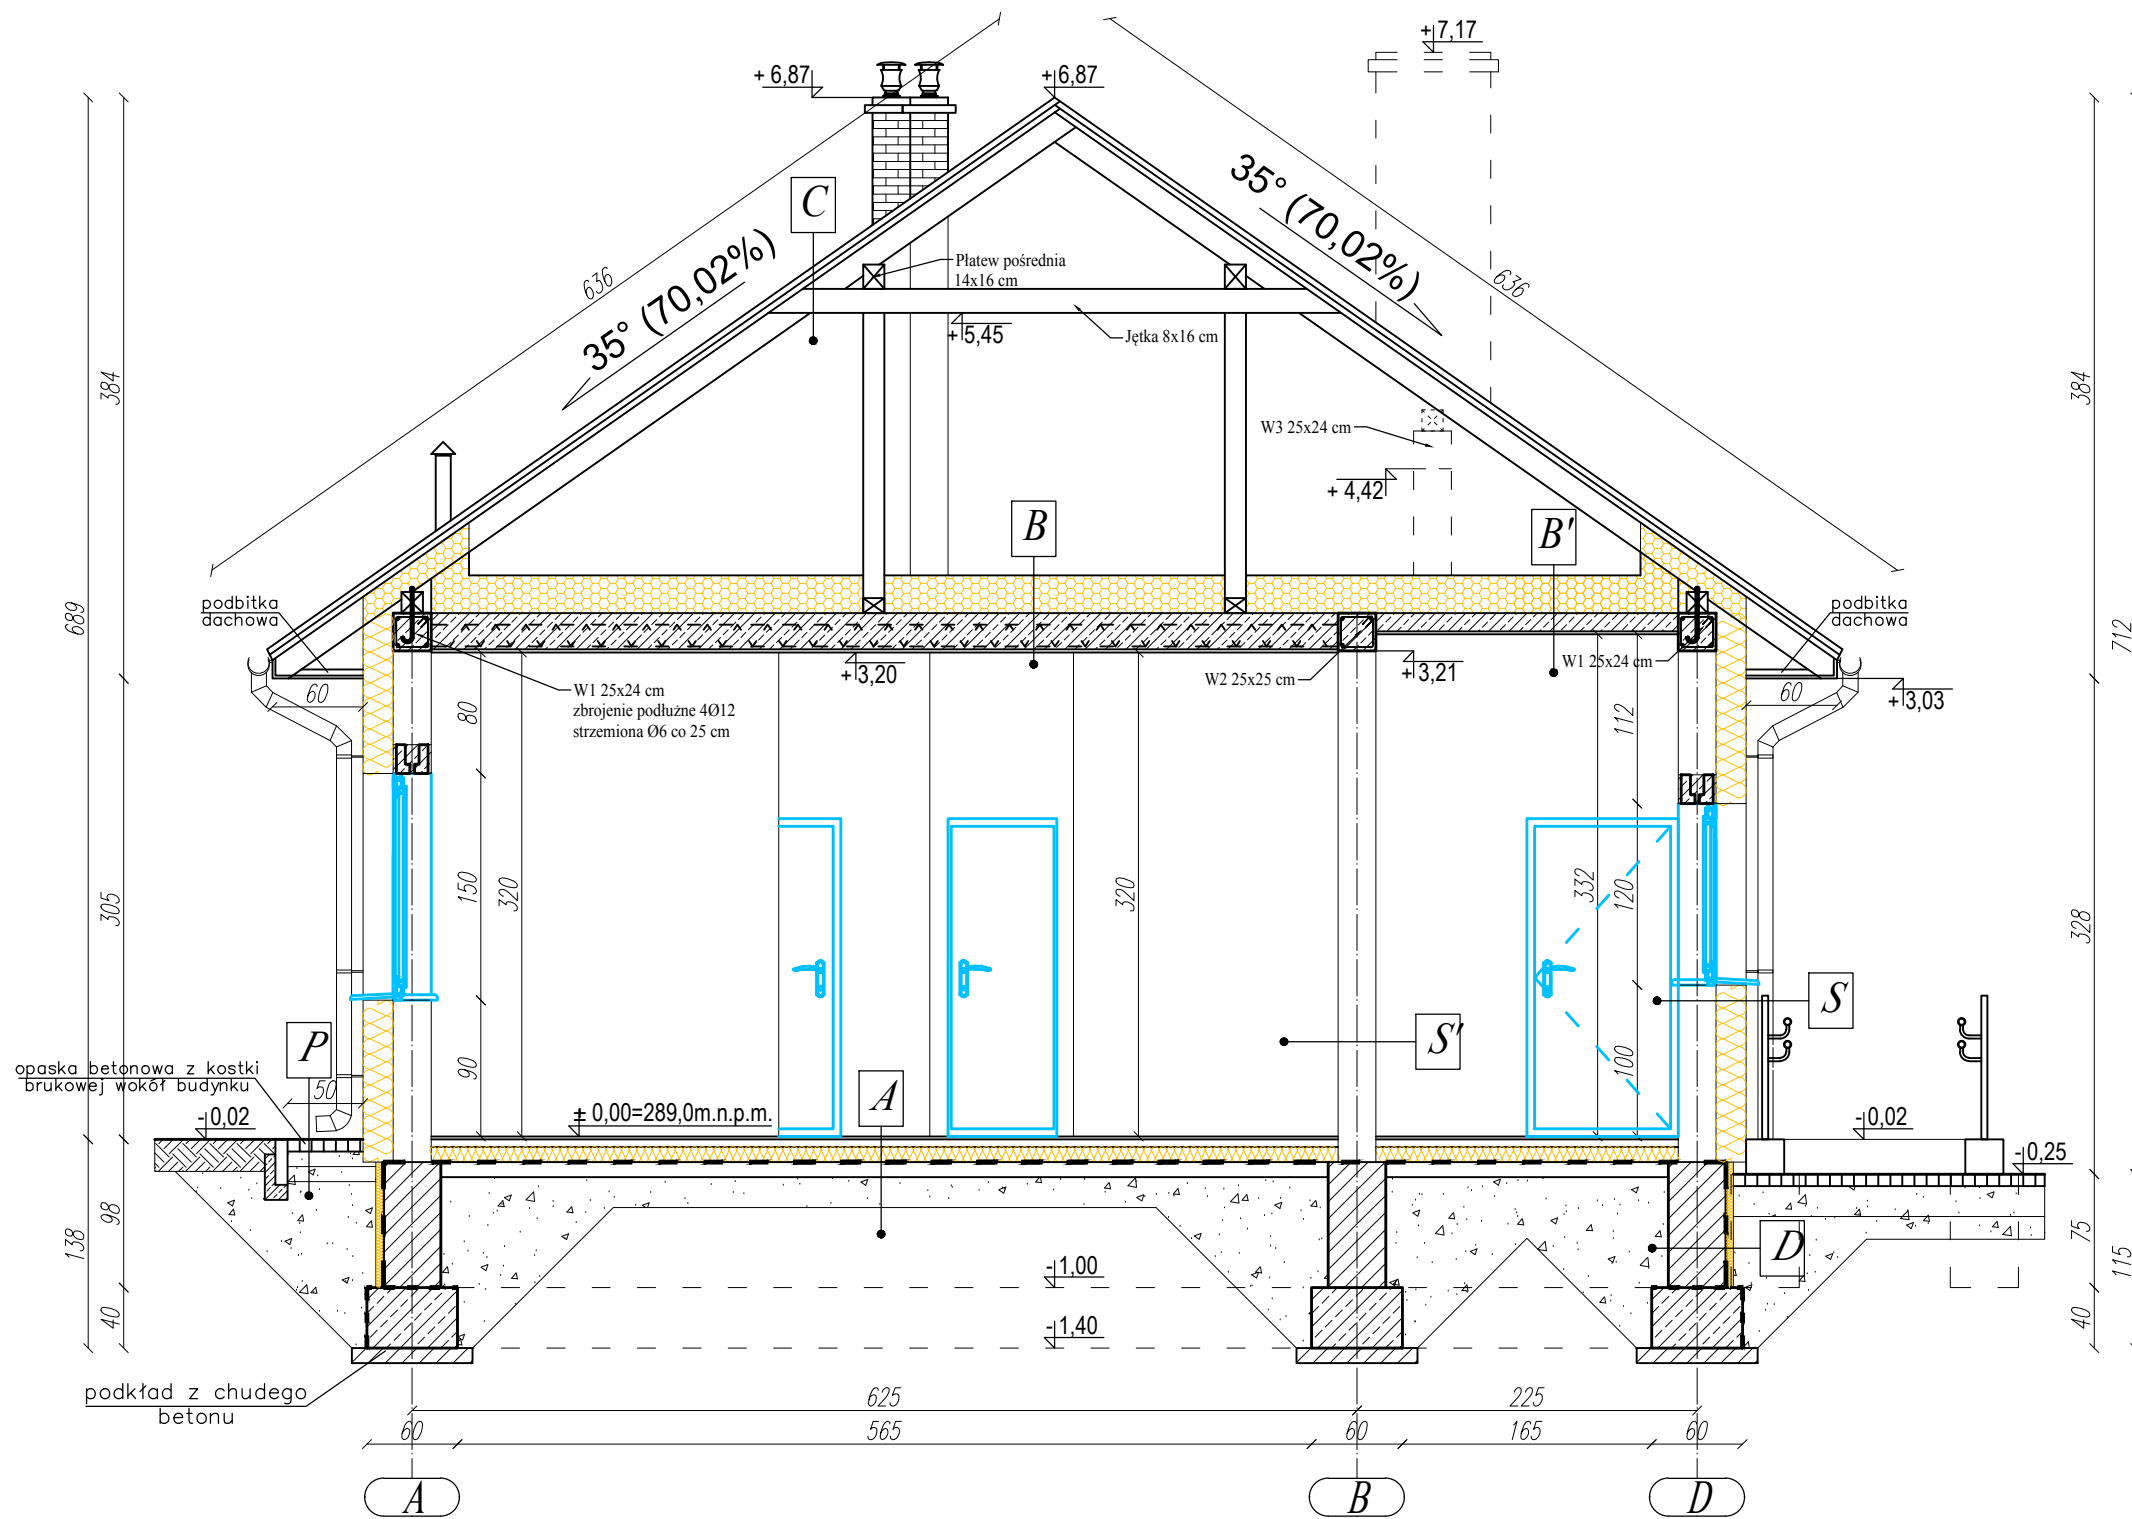 +7,17
+ 6,87
+6,87
C
35° (70,02%)
35° (70,02%)
636
636
Płatew pośrednia
14x16 cm
+5,45
Jętka 8x16 cm
384
384
W3 25x24 cm
+ 4,42
B
B'
689
712
podbitka
dachowa
podbitka
dachowa
60
60
+3,20
+3,21
+3,03
W1 25x24 cm
zbrojenie podłużne 4Ø12
strzemiona Ø6 co 25 cm
W2 25x25 cm
W1 25x24 cm
80
112
305
150
320
320
332
120
328
S
S'
P
A
90
100
opaska betonowa z kostki
brukowej wokół budynku
50
-0,02
± 0,00=289,0m.n.p.m.
-0,02
-0,25
138
98
75
115
D
-1,00
-1,40
40
40
podkład z chudego
betonu
625
225
60
565
60
165
60
A
B
D